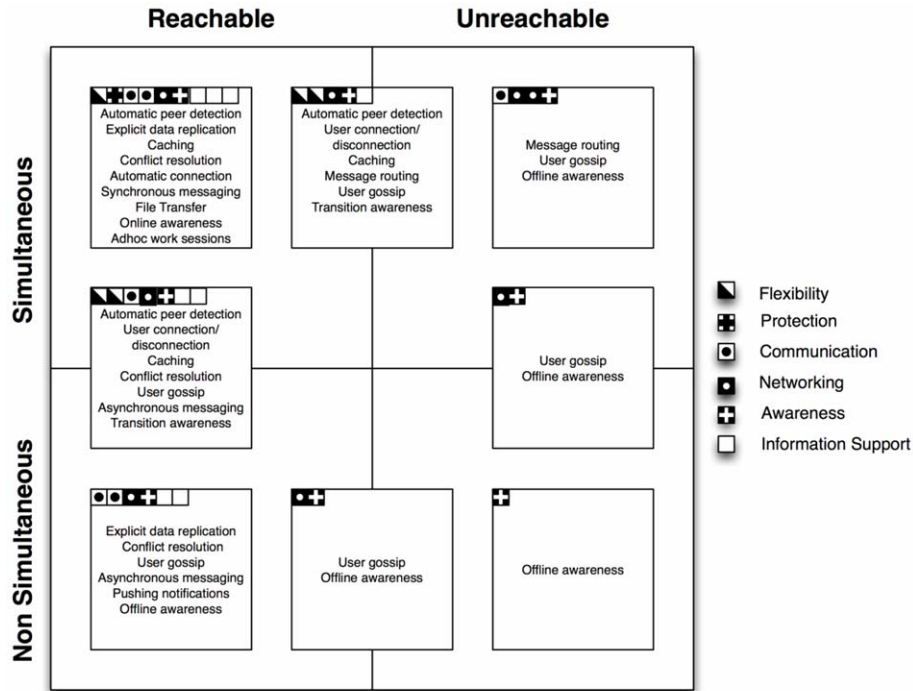 Reachable
Unreachable
Simultaneous
Non Simultaneous
Automatic peer detection
Explicit data replication
Caching
Conflict resolution
Automatic connection
Synchronous messaging
File Transfer
Online awareness
Adhoc work sessions
Automatic peer detection
User connection/
disconnection
Caching
Message routing
User gossip
Transition awareness
Message routing
User gossip
Offline awareness
Automatic peer detection
User connection/
disconnection
Caching
Conflict resolution
User gossip
Asynchronous messaging
Transition awareness
User gossip
Offline awareness
Explicit data replication
Conflict resolution
User gossip
Asynchronous messaging
Pushing notifications
Offline awareness
User gossip
Offline awareness
Offline awareness
Flexibility
Protection
Communication
Networking
Awareness
Information Support